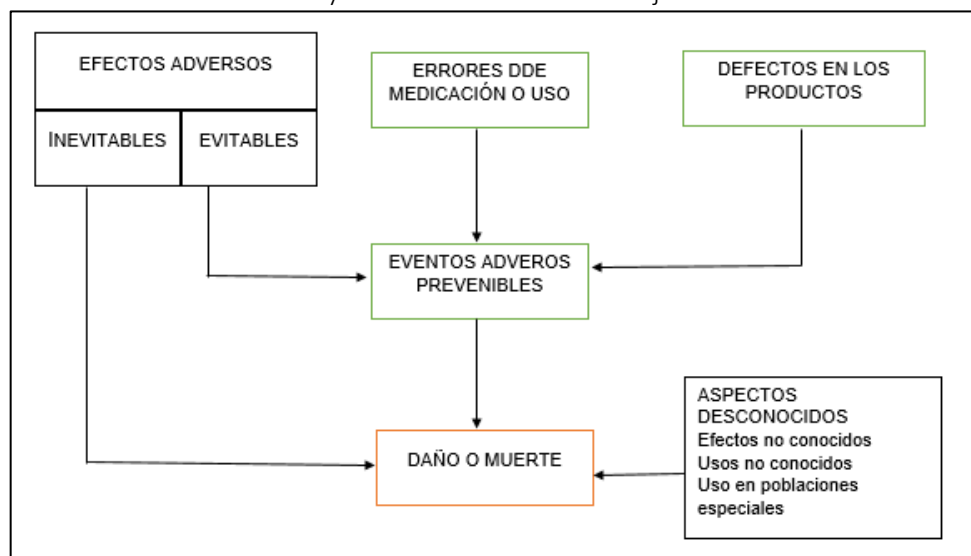 EFECTOS ADVERSOS
INEVITABLES
EVITABLES
ERRORES DDE
MEDICACIÓN O USO
DEFECTOS EN LOS
PRODUCTOS
EVENTOS ADVEROS
PREVENIBLES
DAÑO O MUERTE
ASPECTOS
DESCONOCIDOS
Efectos no conocidos
Usos no conocidos
Uso en poblaciones
especiales